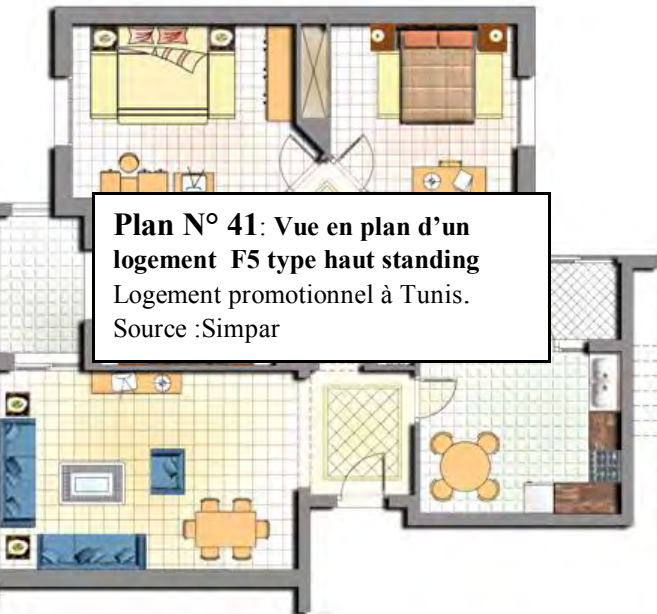 Plan N° 41: Vue en plan d’un
logement F5 type haut standing
Logement promotionnel à Tunis.
Source :Simpar